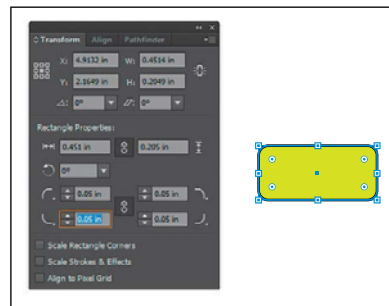 Transform Align Pathfinder
X: 4.9132 in W: 0.4514 in
Y: 2.1649 in H: 0.2049 in
0° 0°
Rectangle Properties:
0.451 in 0.205 in
0°
0.05 in 0.05 in
0.05 in 0.05 in
Scale Rectangle Corners
Scale Strokes & Effects
Align to Pixel Grid